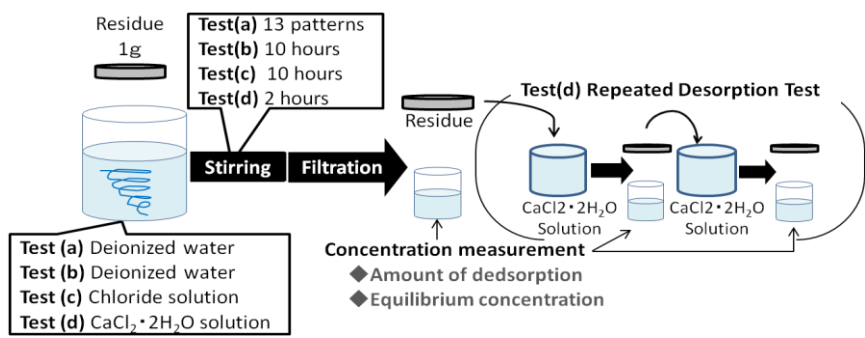 Residue
1g
Test(a) 13 patterns
Test(b) 10 hours
Test(c) 10 hours
Test(d) 2 hours
Stirring
Filtration
Residue
Test(d) Repeated Desorption Test
CaCl2・2H₂O
Solution
CaCl2・2H₂O
Solution
Test (a) Deionized water
Test (b) Deionized water
Test (c) Chloride solution
Test (d) CaCl₂・2H₂O solution
Concentration measurement
◆Amount of dedsorption
◆Equilibrium concentration